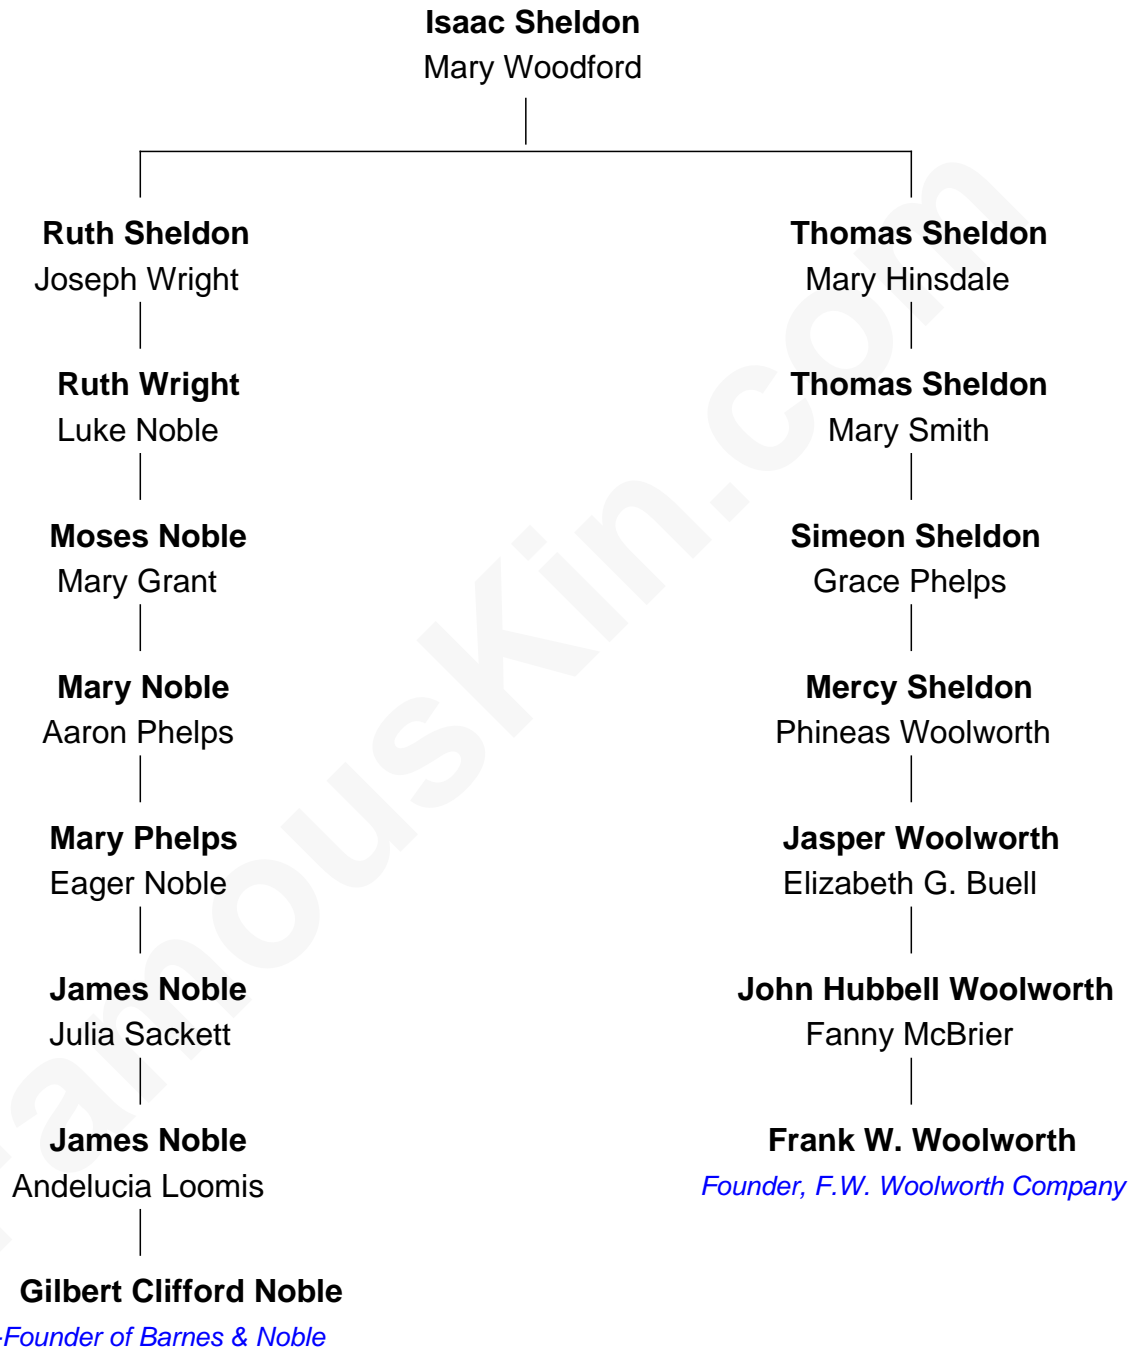 Isaac Sheldon
Mary Woodford
Ruth Sheldon
Joseph Wright
Thomas Sheldon
Mary Hinsdale
Ruth Wright
Luke Noble
Thomas Sheldon
Mary Smith
Moses Noble
Mary Grant
Simeon Sheldon
Grace Phelps
Mary Noble
Aaron Phelps
Mercy Sheldon
Phineas Woolworth
Mary Phelps
Eager Noble
Jasper Woolworth
Elizabeth G. Buell
James Noble
Julia Sackett
John Hubbell Woolworth
Fanny McBrier
James Noble
Andelucia Loomis
Frank W. Woolworth
Founder, F.W. Woolworth Company
Gilbert Clifford Noble
-Founder of Barnes & Noble
FamousKin.com